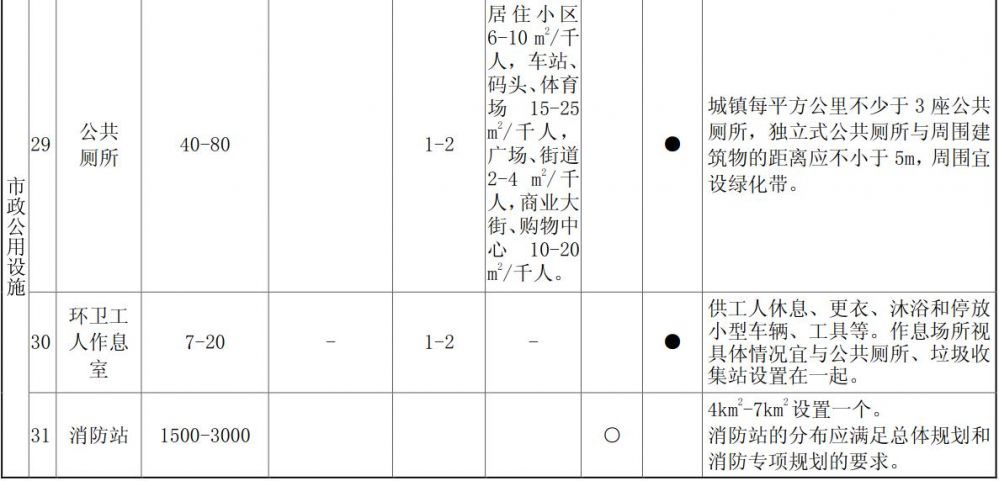 市政公用设施
29
公共
厕所
40-80
1-2
居住小区
6-10 m²/千
人，车站、
码头、体育
场 15-25
m²/千人，
广场、街道
2-4 m²/千
人，商业大
街、购物中
心 10-20
m²/千人。
●
城镇每平方公里不少于 3 座公共
厕所，独立式公共厕所与周围建
筑物的距离应不小于 5m，周围宜
设绿化带。
30
环卫工
人作息
室
7-20
-
1-2
-
●
供工人休息、更衣、沐浴和停放
小型车辆、工具等。作息场所视
具体情况宜与公共厕所、垃圾收
集站设置在一起。
31
消防站
1500-3000
○
4km²-7km² 设置一个。
消防站的分布应满足总体规划和
消防专项规划的要求。